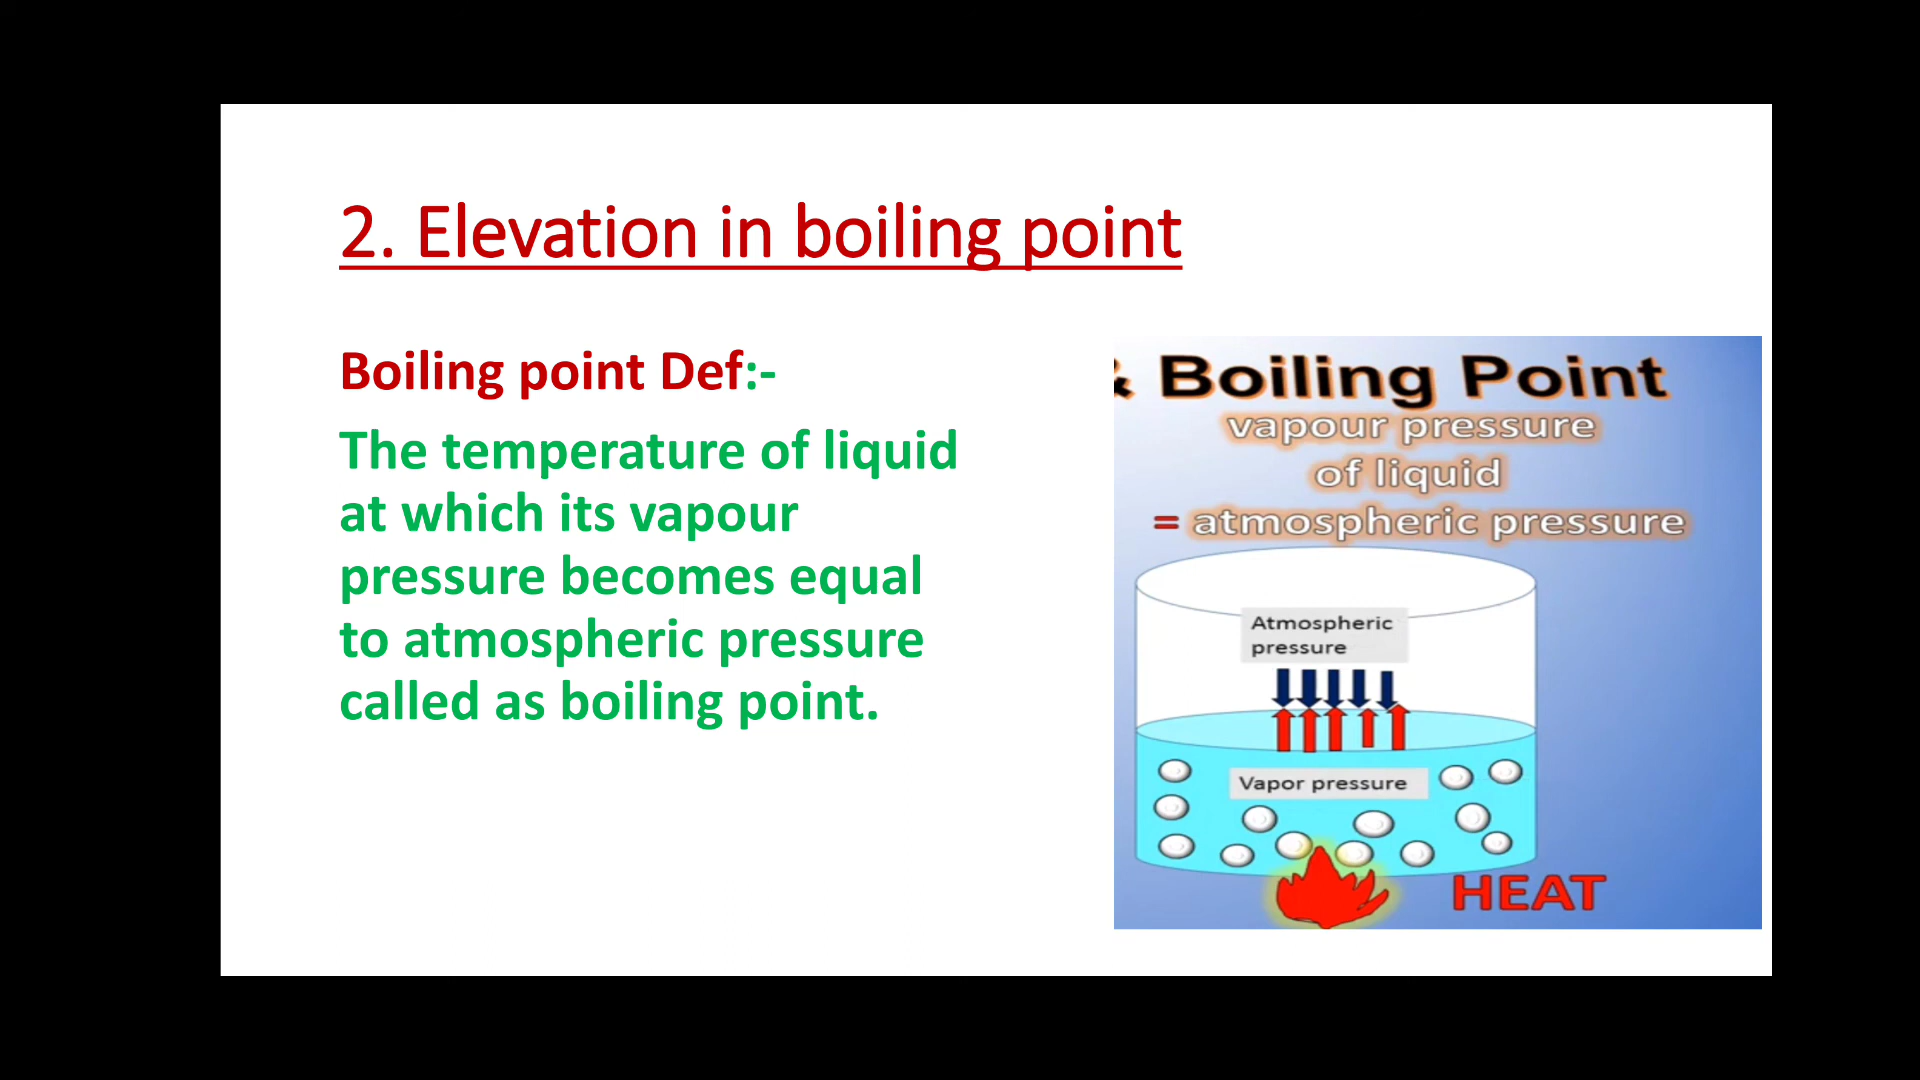 2. Elevation in boiling point
Boiling point Def:-
The temperature of liquid
at which its vapour
pressure becomes equal
to atmospheric pressure
called as boiling point.
& Boiling Point
vapour pressure
of liquid
= atmospheric pressure
Atmospheric
pressure
Vapor pressure
HEAT